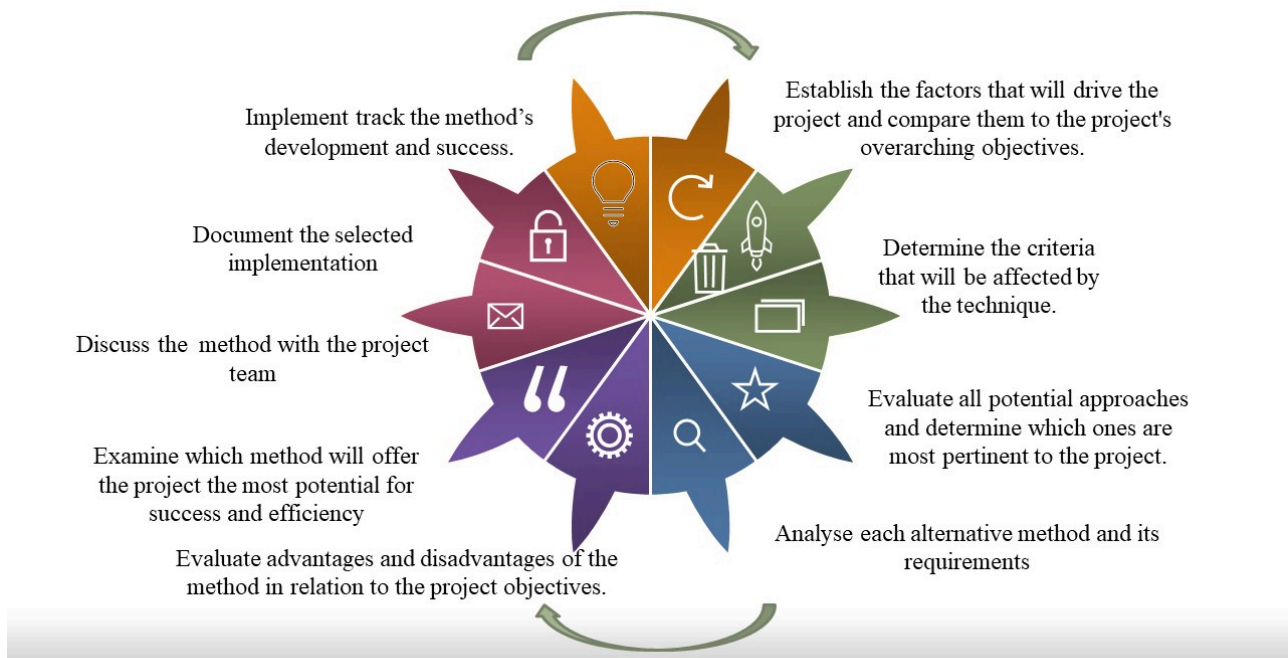 Establish the factors that will drive the
project and compare them to the project's
overarching objectives.
Determine the criteria
that will be affected by
the technique.
Evaluate all potential approaches
and determine which ones are
most pertinent to the project.
Analyse each alternative method and its
requirements
Evaluate advantages and disadvantages of the
method in relation to the project objectives.
Examine which method will offer
the project the most potential for
success and efficiency
Discuss the method with the project
team
Document the selected
implementation
Implement track the method’s
development and success.